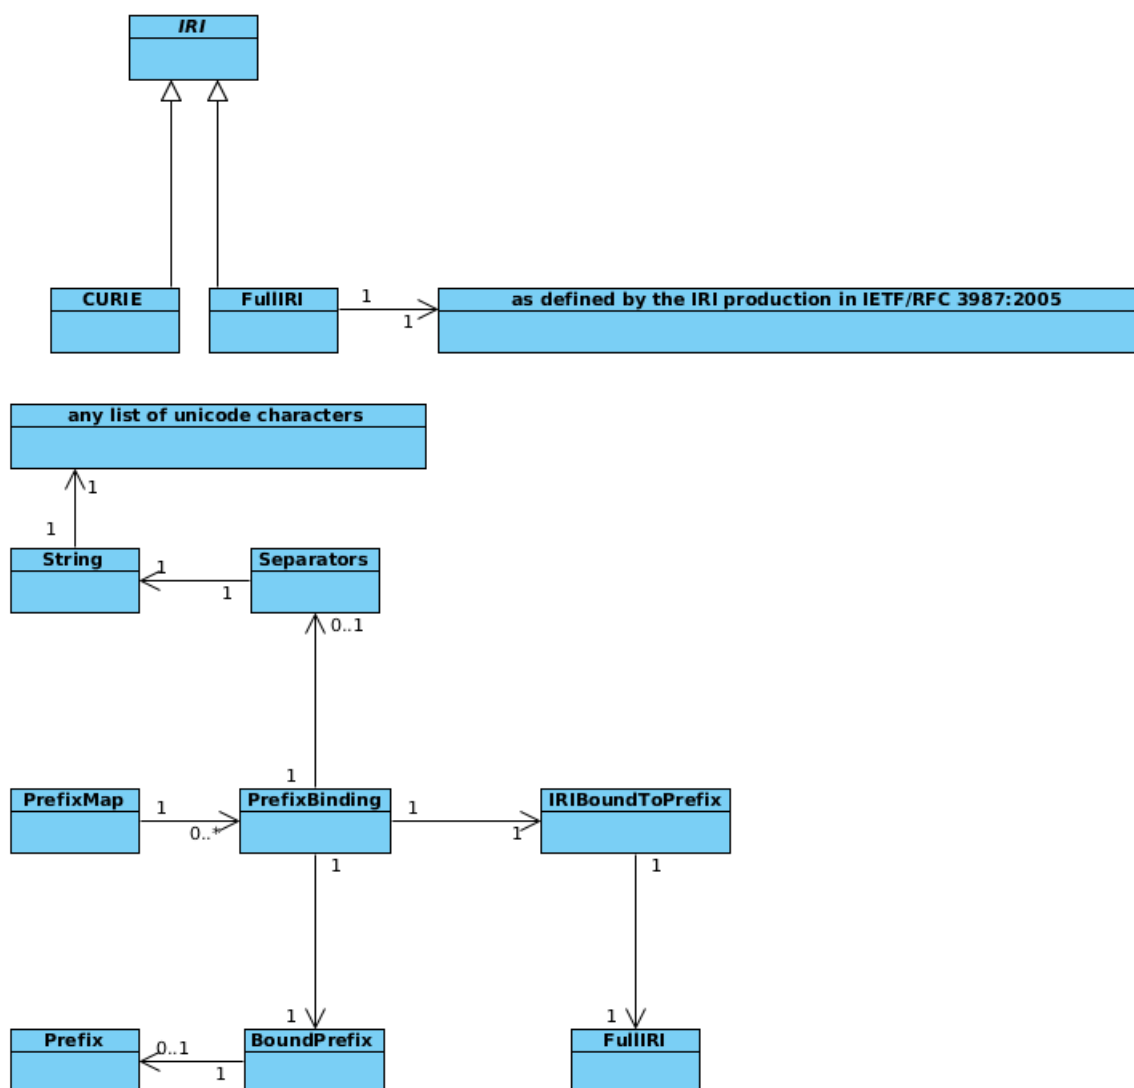 IRI
CURIE
FullIRI
1
1
as defined by the IRI production in IETF/RFC 3987:2005
any list of unicode characters
1
1
String
1
1
Separators
0..1
1
PrefixMap
1
0..*
PrefixBinding
1
1
IRIBoundToPrefix
1
1
1
1
Prefix
0..1
1
BoundPrefix
FullIRI